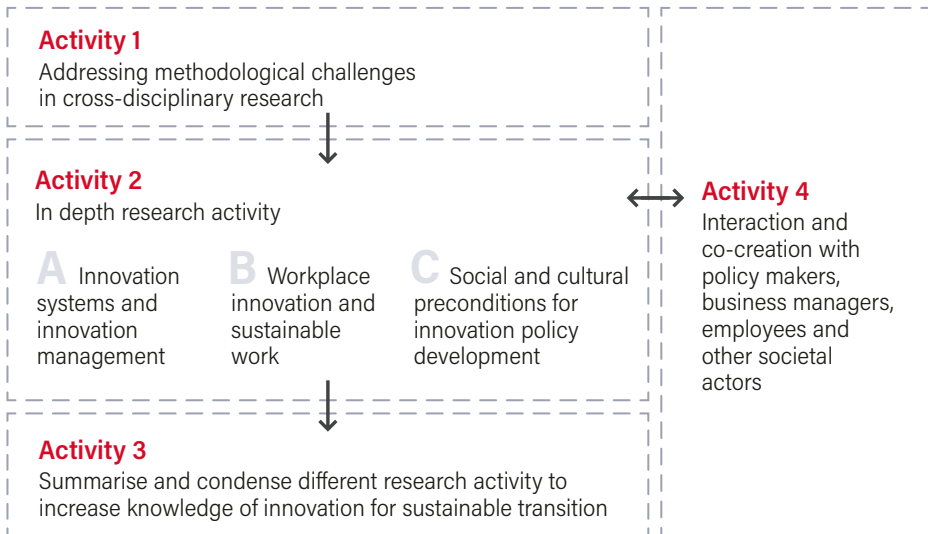 Activity 1
Addressing methodological challenges
in cross-disciplinary research
Activity 2
In depth research activity
A Innovation
systems and
innovation
management
B Workplace
innovation and
sustainable
work
C Social and cultural
preconditions for
innovation policy
development
Activity 3
Summarise and condense different research activity to
increase knowledge of innovation for sustainable transition
Activity 4
Interaction and
co-creation with
policy makers,
business managers,
employees and
other societal
actors